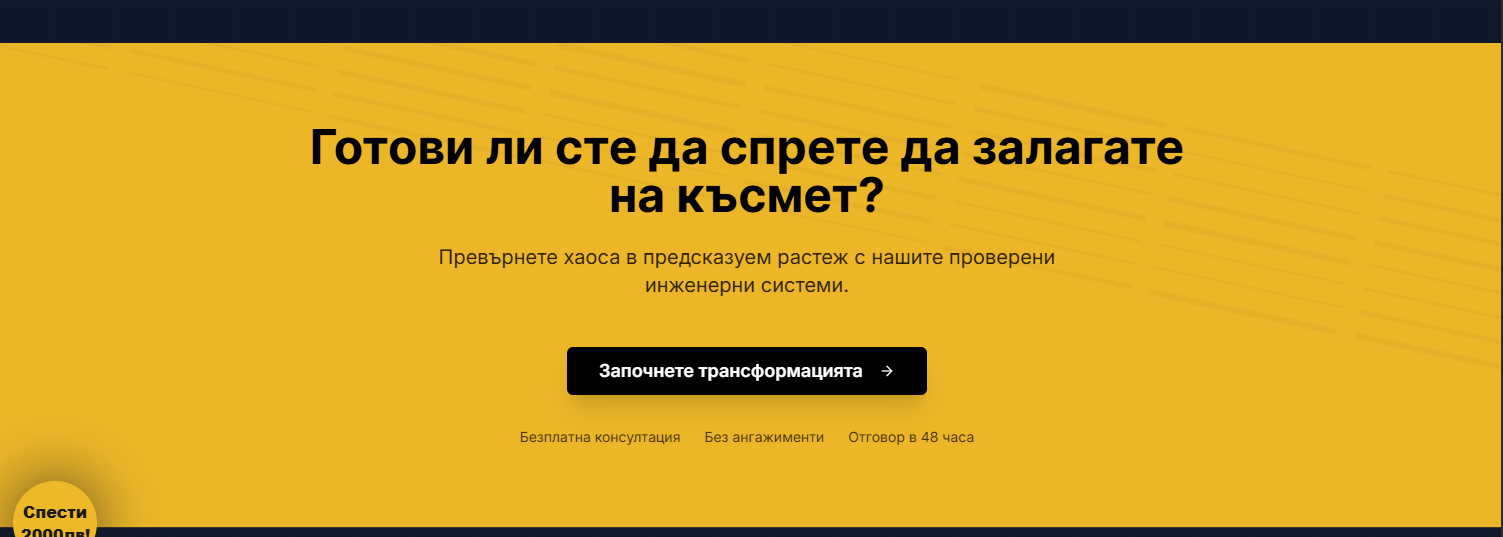 Готови ли сте да спрете да залагате
на късмет?
Превърнете хаоса в предсказуем растеж с нашите проверени
инженерни системи.
Започнете трансформацията →
Безплатна консултация Без ангажименти Отговор в 48 часа
Спести
2000лв!